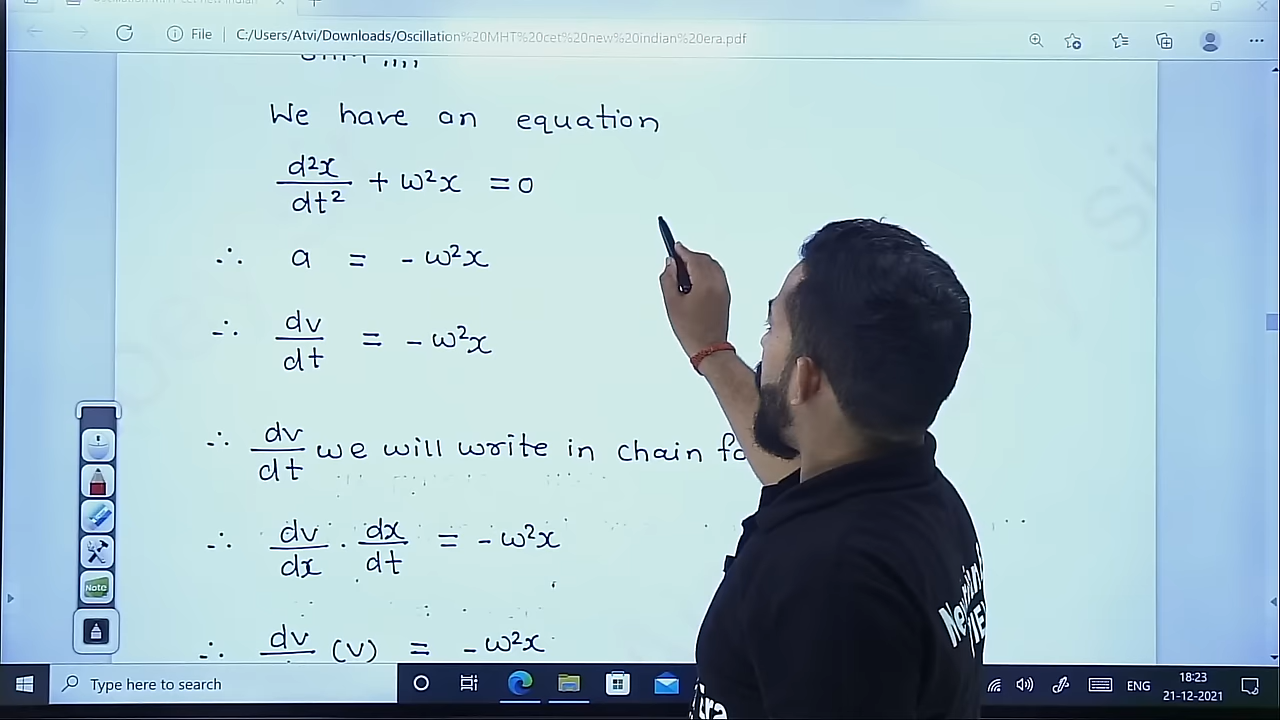 File C:/Users/Atvi/Downloads/Oscillation%20MHT%20cet%20new%20indian%20era.pdf
We have an equation
d²x/dt² + ω²x = 0
∴ a = -ω²x
∴ dv/dt = -ω²x
∴ dv/dt we will write in chain
∴ dv/dx · dx/dt = -ω²x
∴ dv (v) = -ω²x
Note
Type here to search
ENG
18:23
21-12-2021